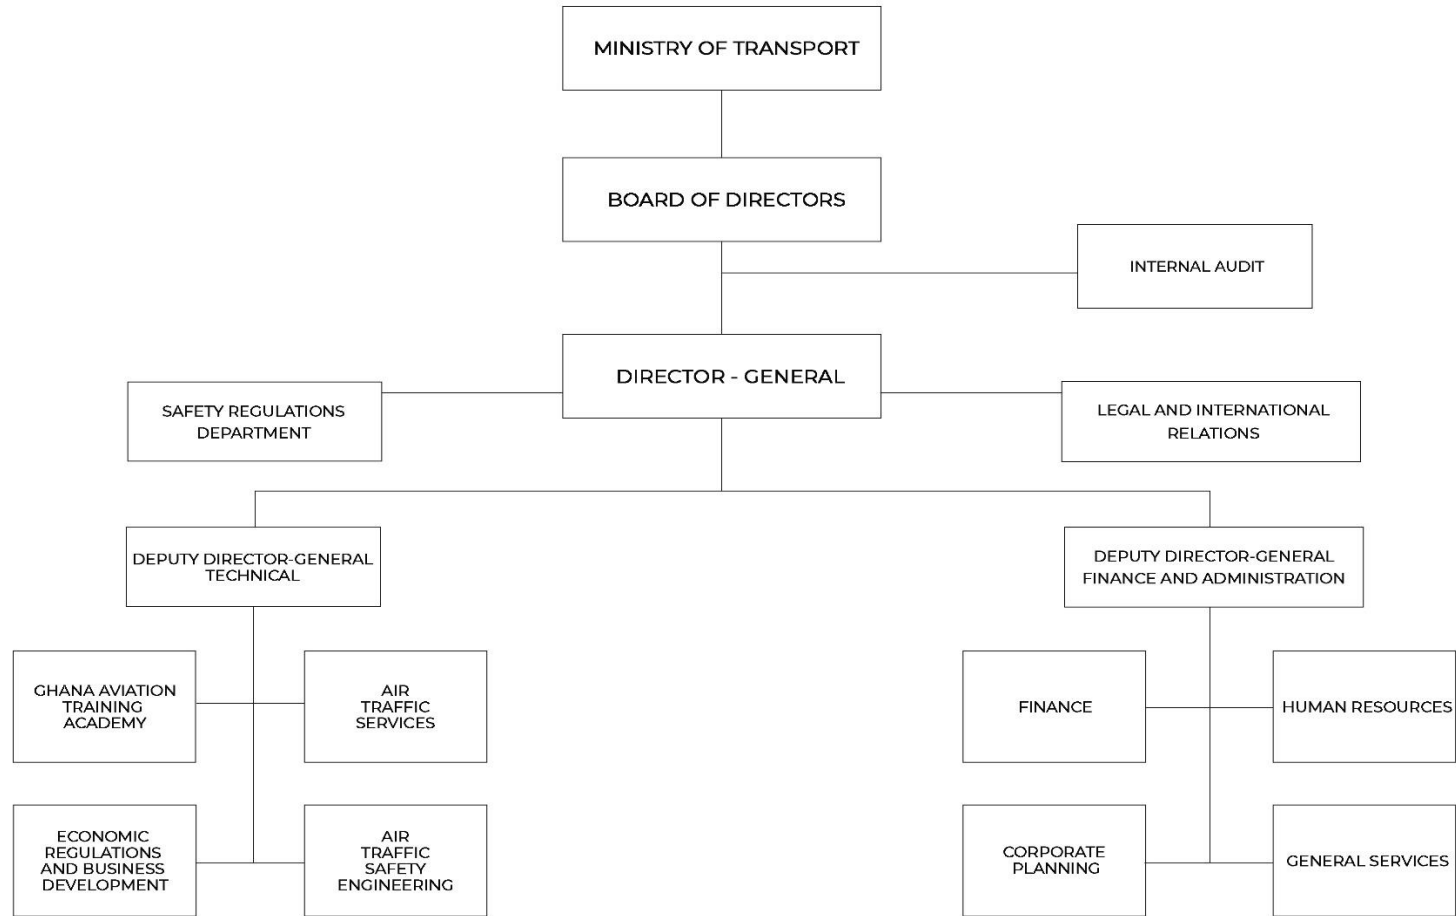 MINISTRY OF TRANSPORT
BOARD OF DIRECTORS
INTERNAL AUDIT
DIRECTOR - GENERAL
SAFETY REGULATIONS
DEPARTMENT
LEGAL AND INTERNATIONAL
RELATIONS
DEPUTY DIRECTOR-GENERAL
TECHNICAL
DEPUTY DIRECTOR-GENERAL
FINANCE AND ADMINISTRATION
GHANA AVIATION
TRAINING
ACADEMY
AIR
TRAFFIC
SERVICES
FINANCE
HUMAN RESOURCES
ECONOMIC
REGULATIONS
AND BUSINESS
DEVELOPMENT
AIR
TRAFFIC
SAFETY
ENGINEERING
CORPORATE
PLANNING
GENERAL SERVICES